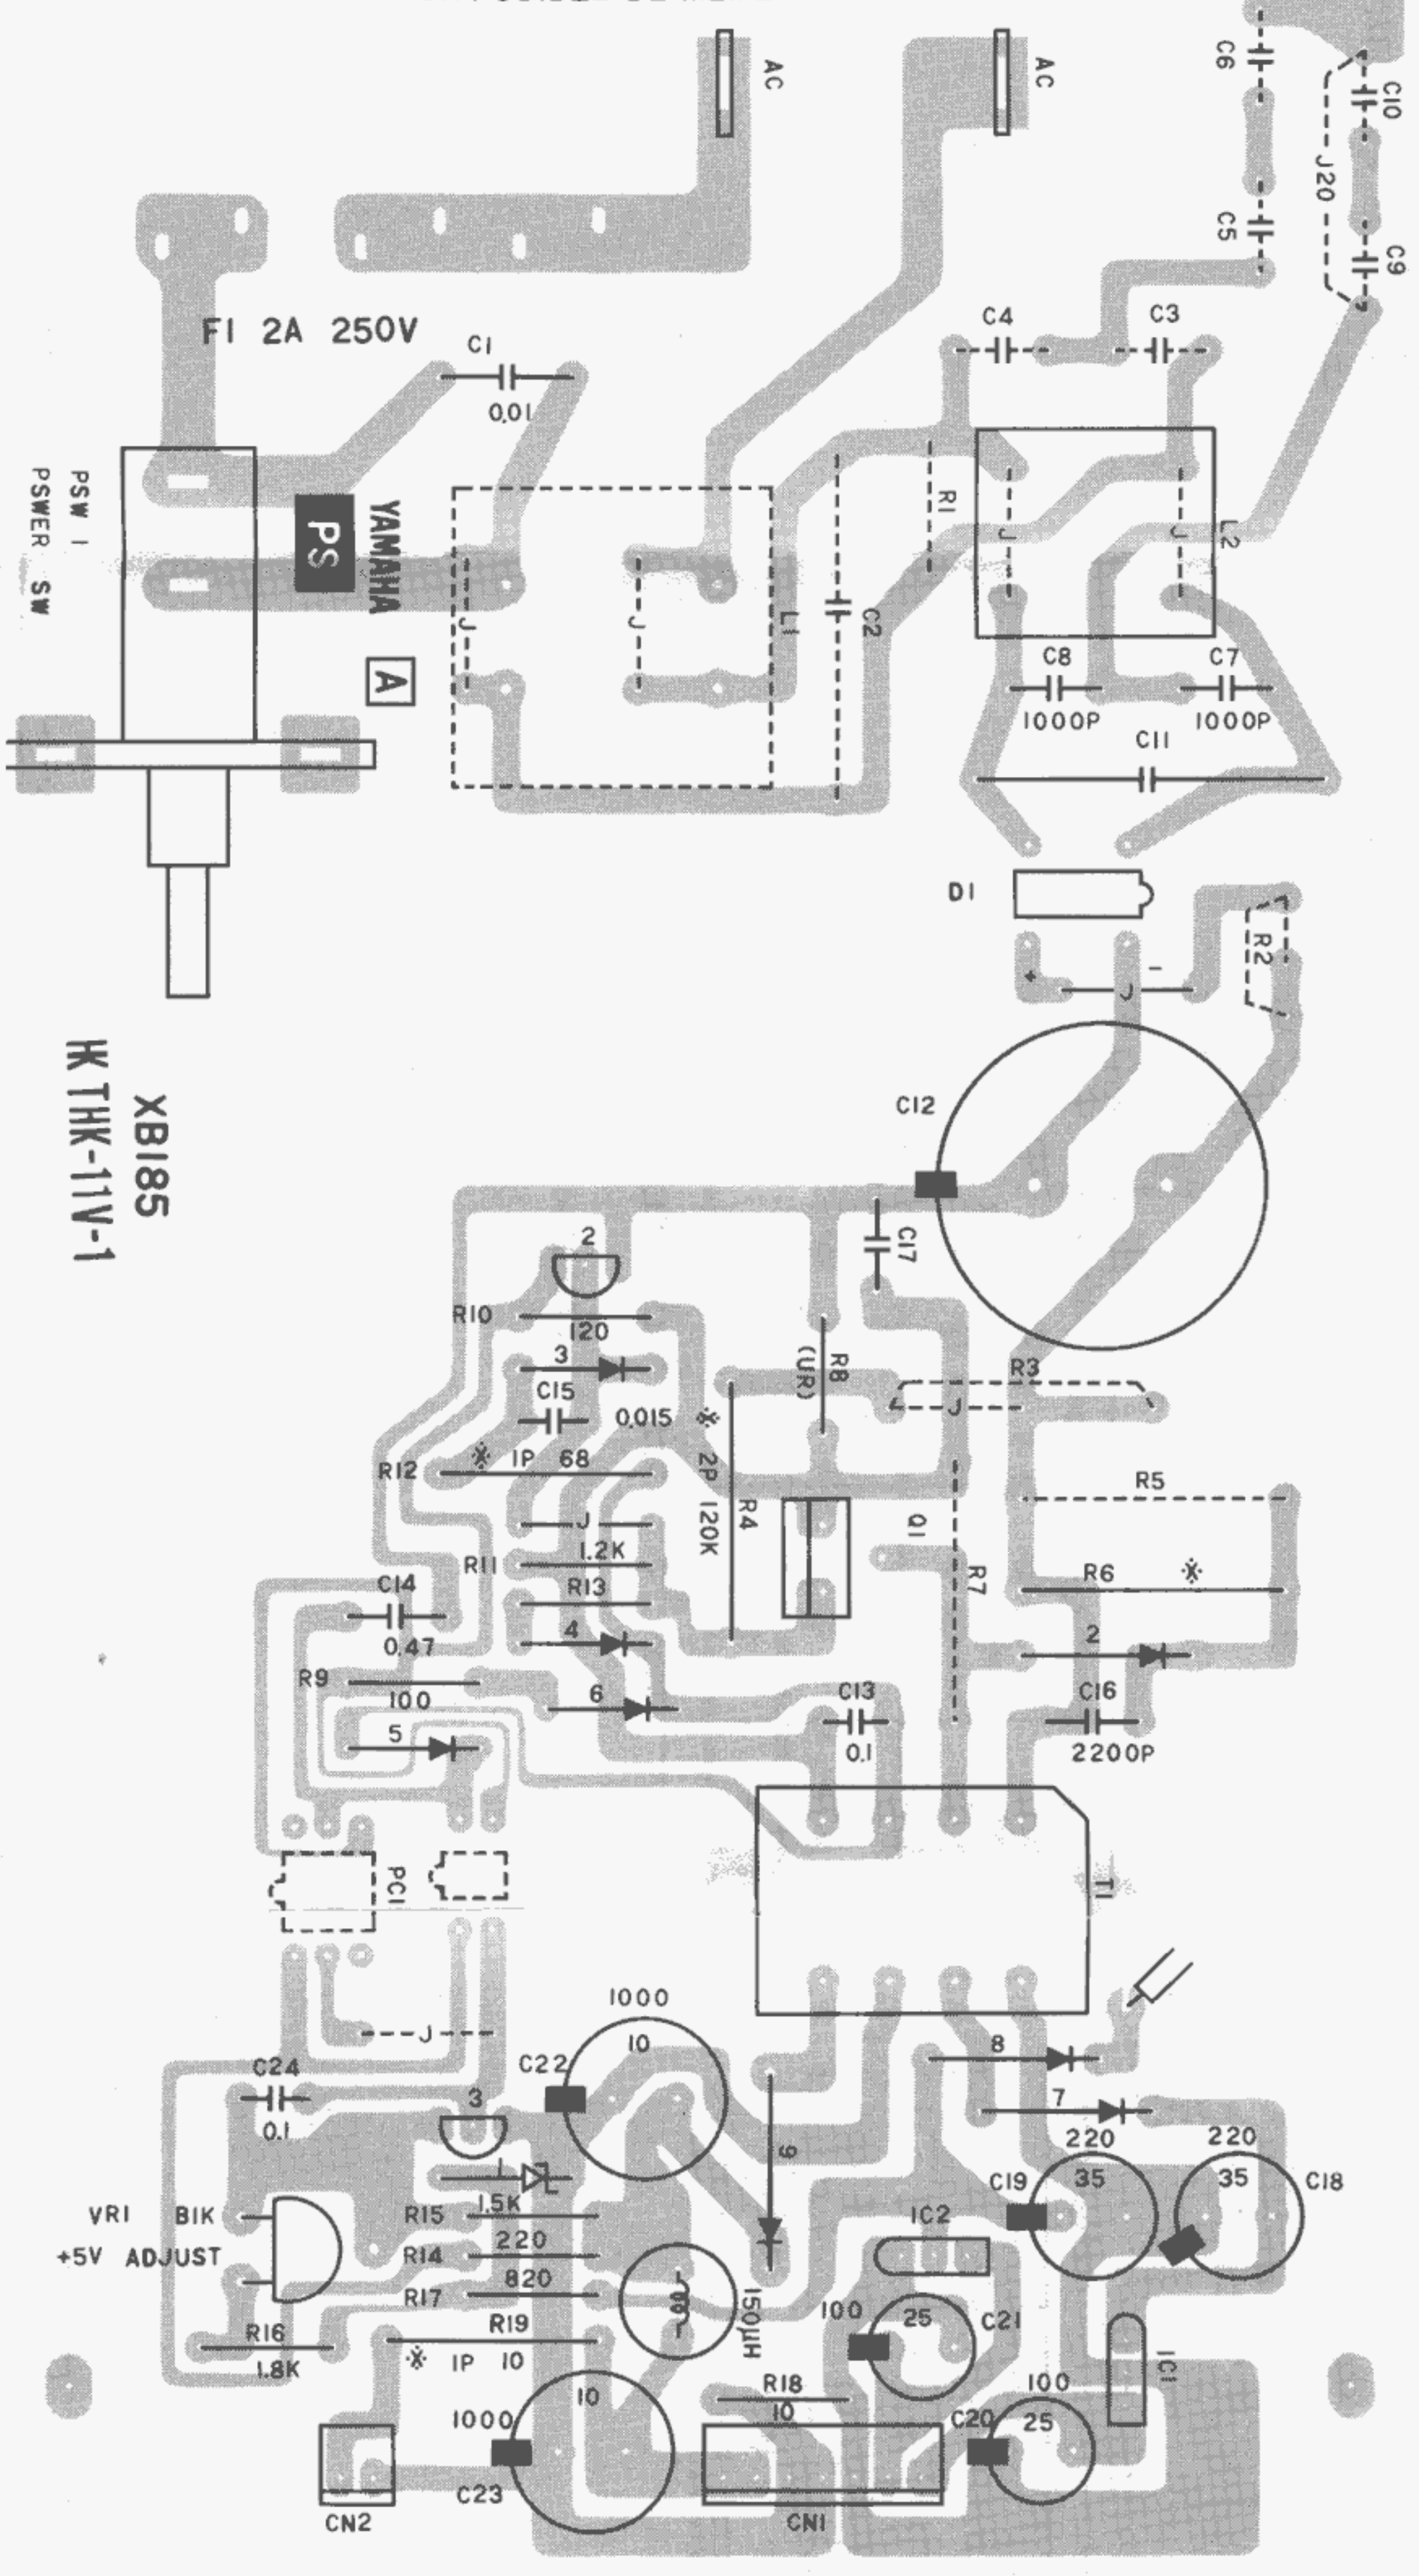 AC
AC
C6
C10
J20
C5
C9
F1 2A 250V
C1
0.01
C4
C3
PSW 1
PSWER SW
PS
YAMAHA
A
J
J
L1
C2
R1
J
J
L2
C8
1000P
C7
1000P
C11
D1
+
J
-
R2
XB185
THK-11V-1
C12
C17
2
R10
120
3
C15
0.015
R8
(UR)
R3
J
R12
※ 1P 68
※ 2P 120K
R4
J
R11
1.2K
R13
4
Q1
R7
R5
R6 ※
2
C14
0.47
R9
100
5
6
C13
0.1
C16
2200P
PC1
T1
J
1000
10
C22
C24
0.1
3
1
8
7
9
220
35
C19
220
35
C18
VR1 B1K
+5V ADJUST
R15
1.5K
R14
220
R17
820
150μH
IC2
100
25
C21
IC1
R16
1.8K
R19
※ 1P 10
R18
10
1000
10
C23
C20
100
25
CN2
CN1